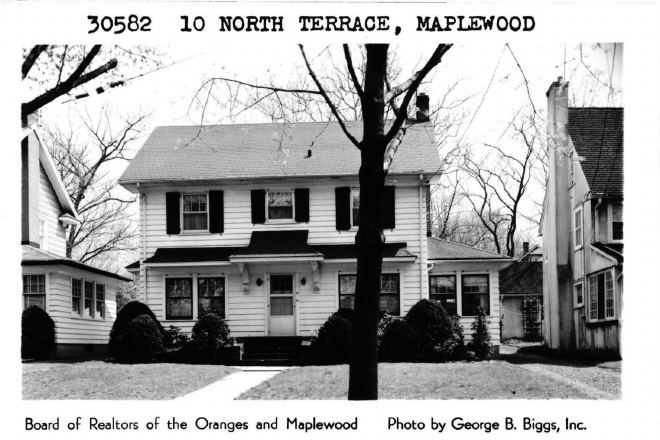 30582 10 NORTH TERRACE, MAPLEWOOD
Board of Realtors of the Oranges and Maplewood Photo by George B. Biggs, Inc.